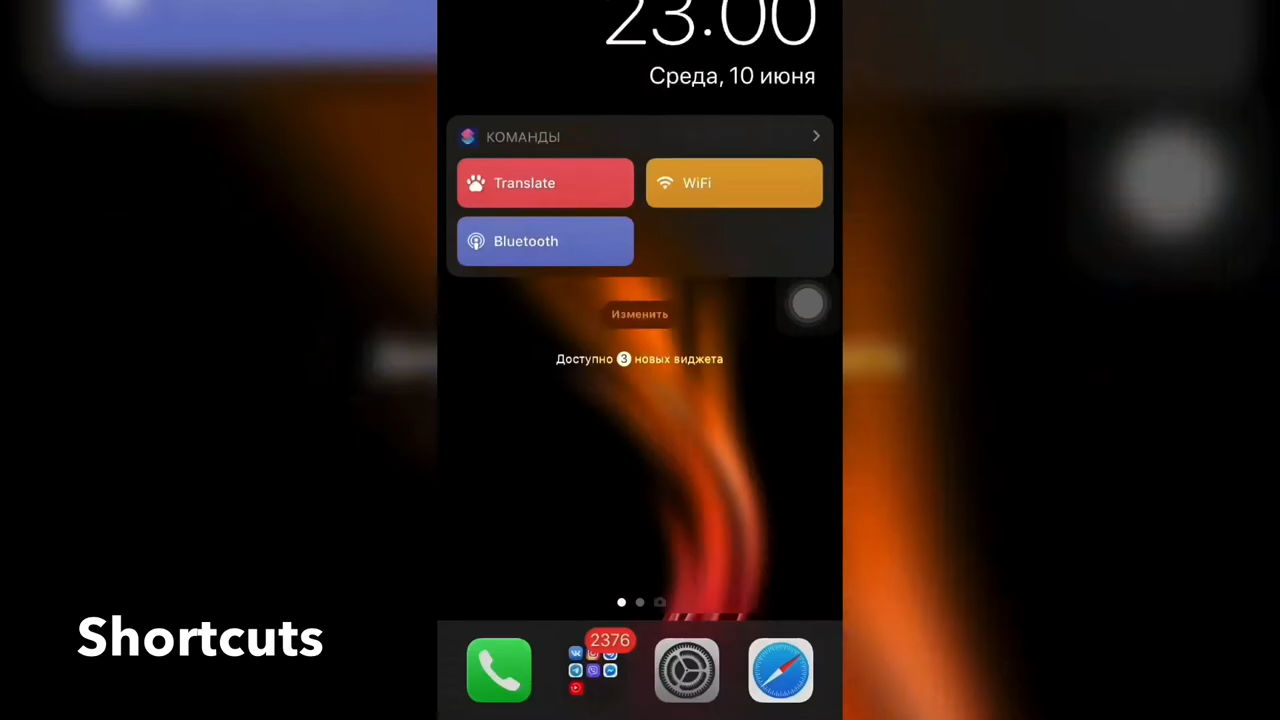 23:00
Среда, 10 июня
КОМАНДЫ
Translate
WiFi
Bluetooth
Изменить
Доступно 3 новых виджета
2376
Shortcuts